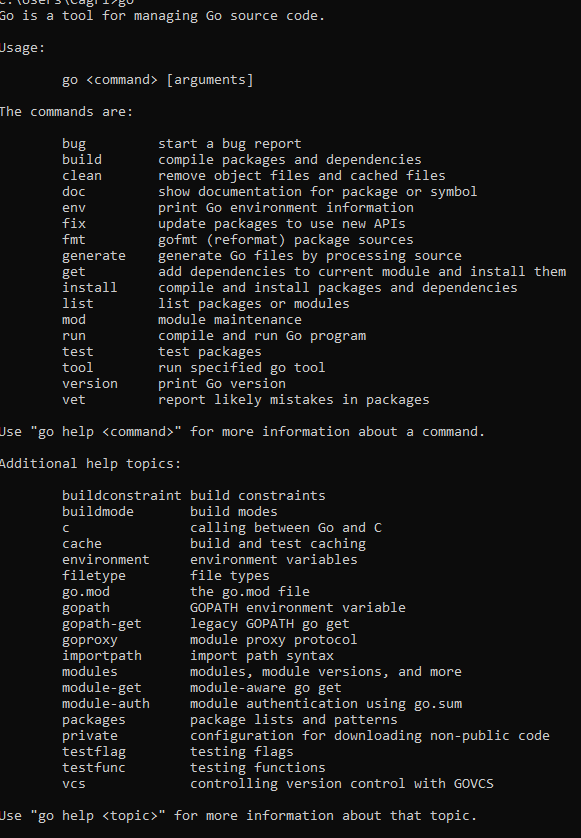 C:\Users\Cagri>go
Go is a tool for managing Go source code.
Usage:
go <command> [arguments]
The commands are:
bug start a bug report
build compile packages and dependencies
clean remove object files and cached files
doc show documentation for package or symbol
env print Go environment information
fix update packages to use new APIs
fmt gofmt (reformat) package sources
generate generate Go files by processing source
get add dependencies to current module and install them
install compile and install packages and dependencies
list list packages or modules
mod module maintenance
run compile and run Go program
test test packages
tool run specified go tool
version print Go version
vet report likely mistakes in packages
Use "go help <command>" for more information about a command.
Additional help topics:
buildconstraint build constraints
buildmode build modes
c calling between Go and C
cache build and test caching
environment environment variables
filetype file types
go.mod the go.mod file
gopath GOPATH environment variable
gopath-get legacy GOPATH go get
goproxy module proxy protocol
importpath import path syntax
modules modules, module versions, and more
module-get module-aware go get
module-auth module authentication using go.sum
packages package lists and patterns
private configuration for downloading non-public code
testflag testing flags
testfunc testing functions
vcs controlling version control with GOVCS
Use "go help <topic>" for more information about that topic.